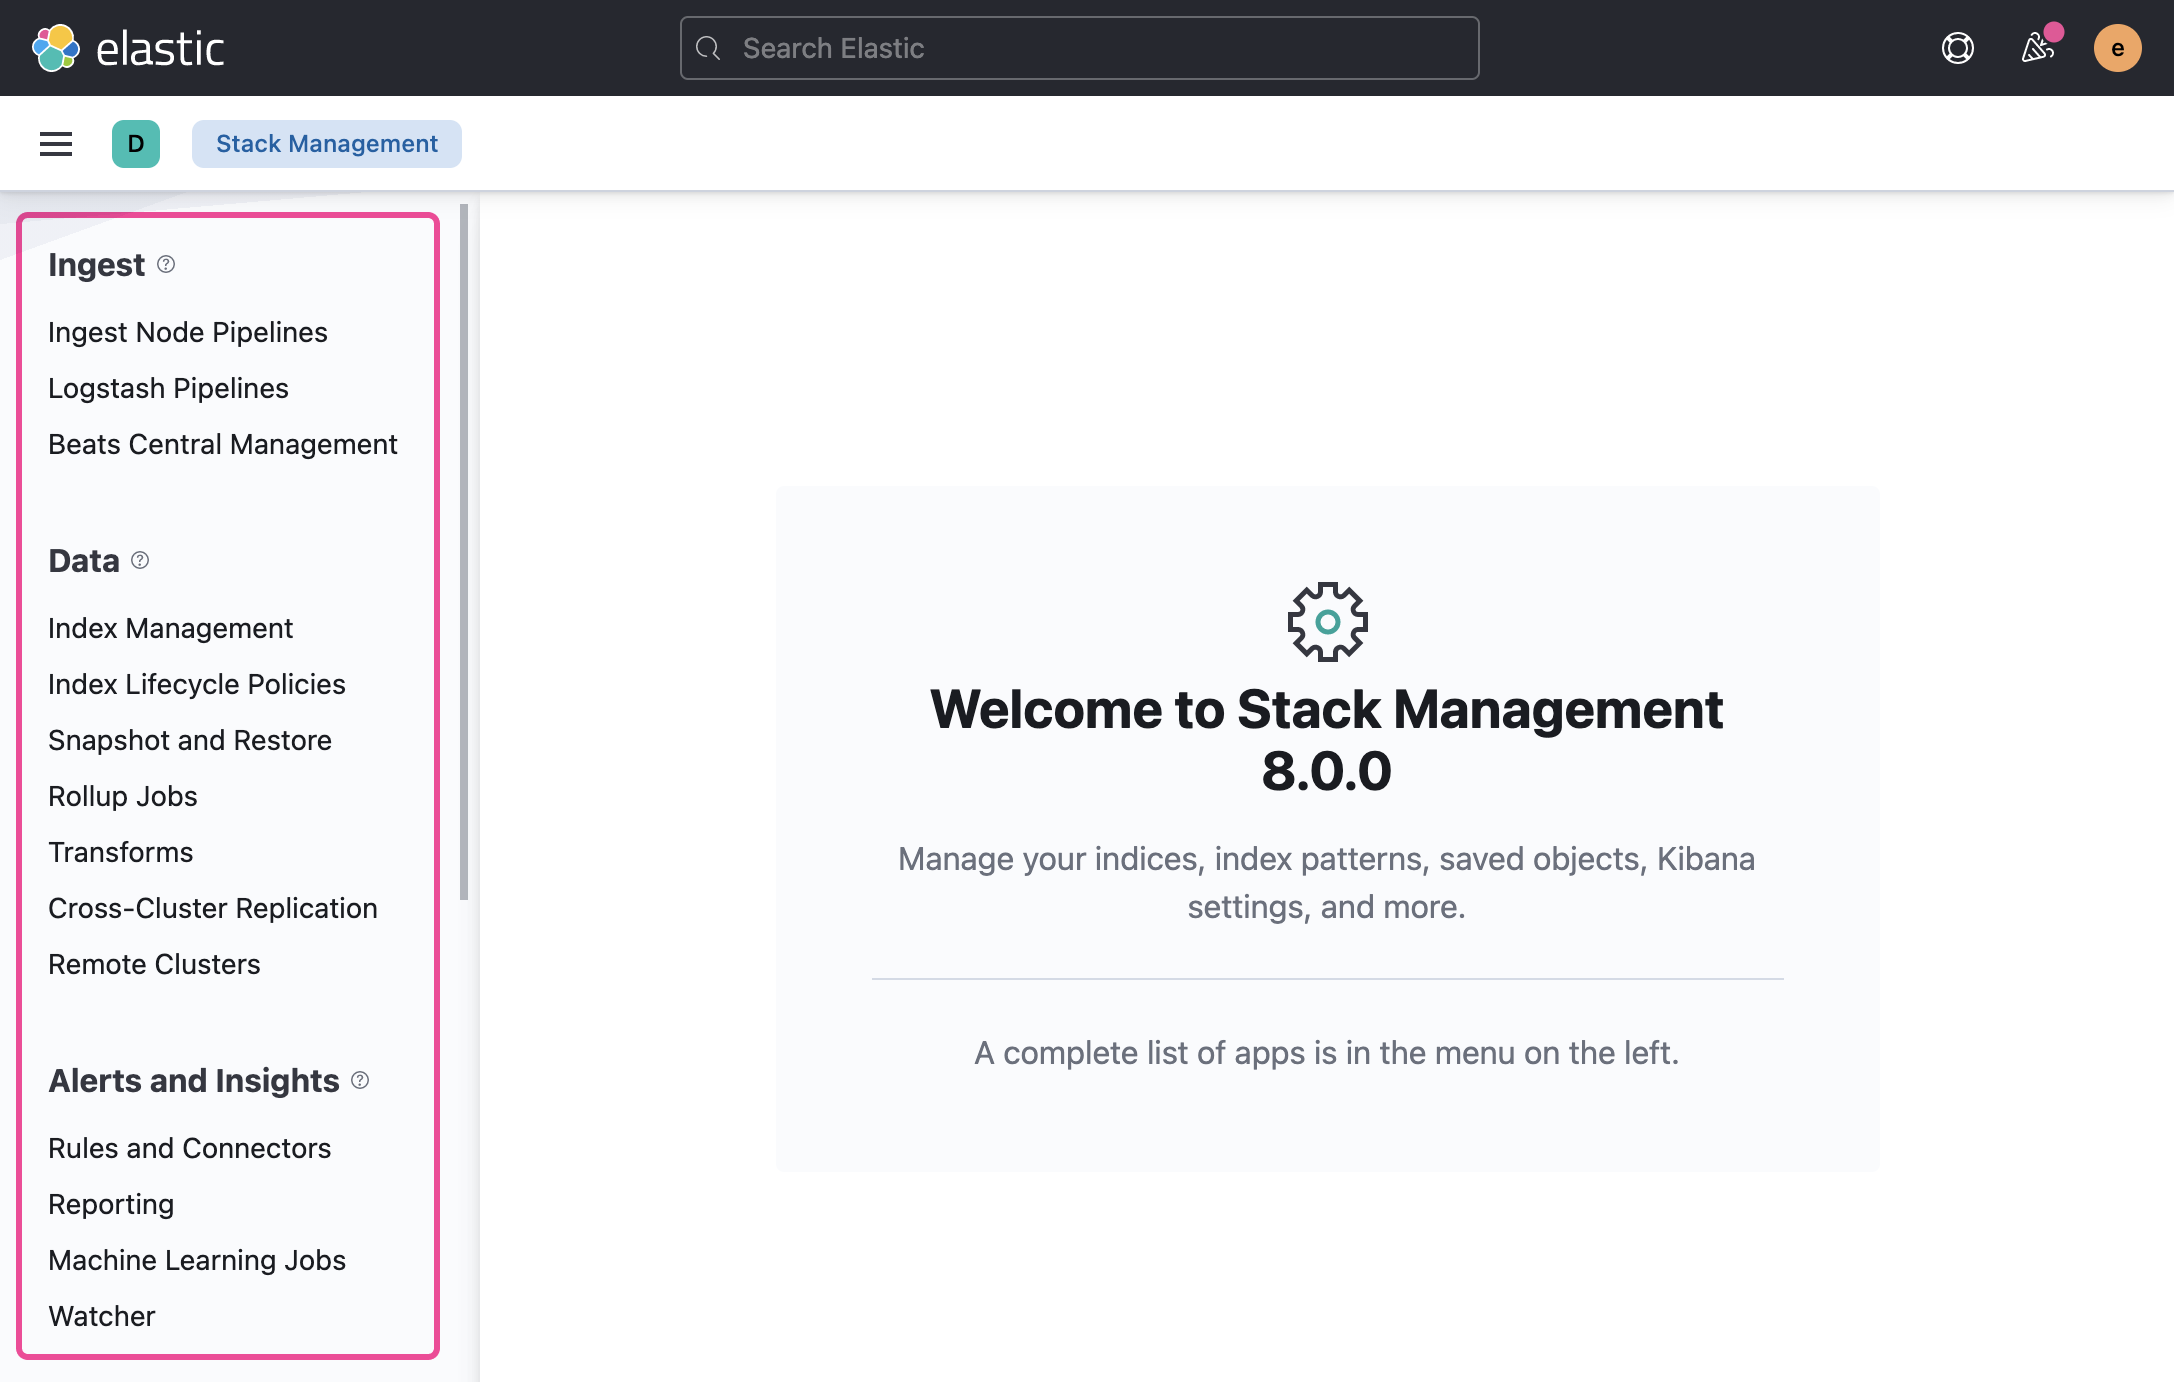 elastic
Search Elastic
e
D
Stack Management
Ingest
Ingest Node Pipelines
Logstash Pipelines
Beats Central Management
Data
Index Management
Index Lifecycle Policies
Snapshot and Restore
Rollup Jobs
Transforms
Cross-Cluster Replication
Remote Clusters
Alerts and Insights
Rules and Connectors
Reporting
Machine Learning Jobs
Watcher
Welcome to Stack Management
8.0.0
Manage your indices, index patterns, saved objects, Kibana
settings, and more.
A complete list of apps is in the menu on the left.